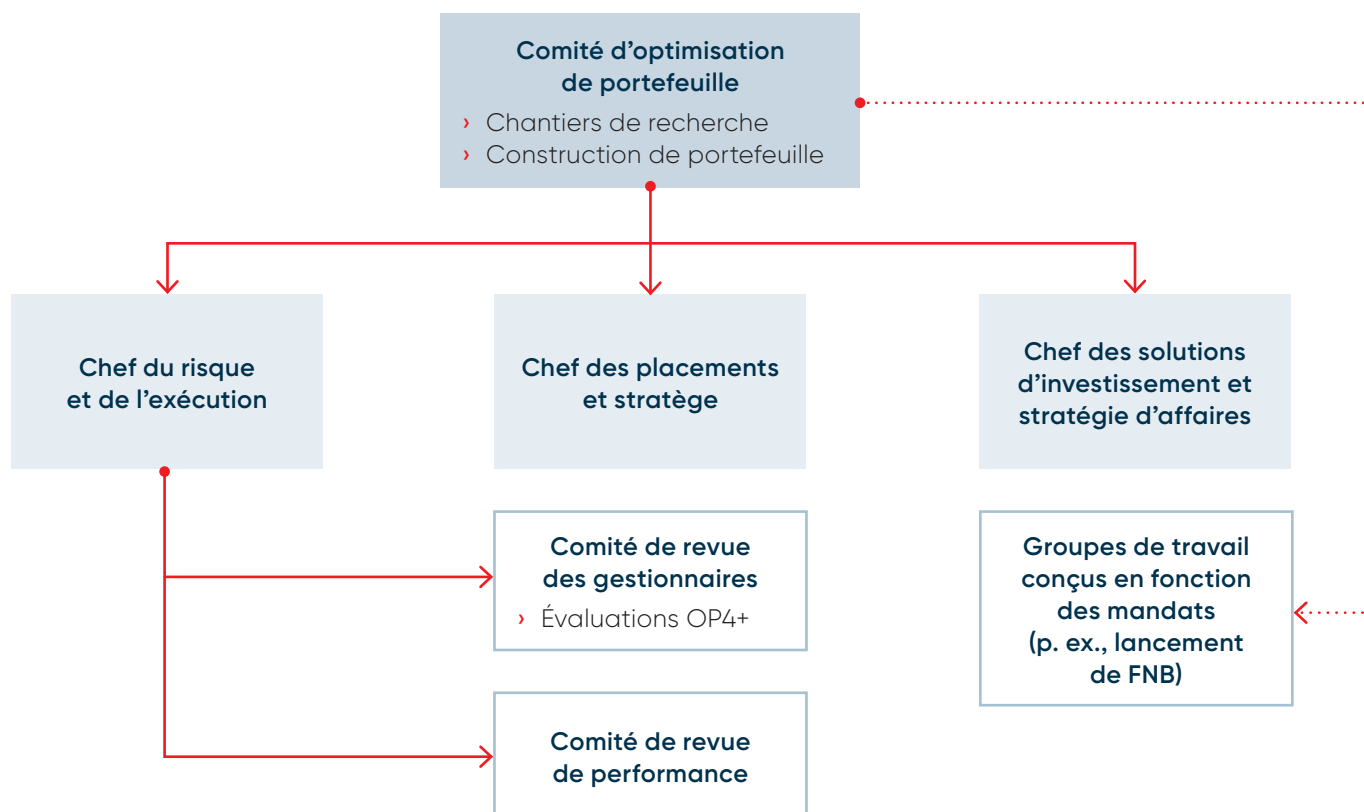 Comité d’optimisation
de portefeuille
› Chantiers de recherche
› Construction de portefeuille
Chef du risque
et de l’exécution
Chef des placements
et stratège
Chef des solutions
d’investissement et
stratégie d’affaires
Comité de revue
des gestionnaires
› Évaluations OP4+
Groupes de travail
conçus en fonction
des mandats
(p. ex., lancement
de FNB)
Comité de revue
de performance